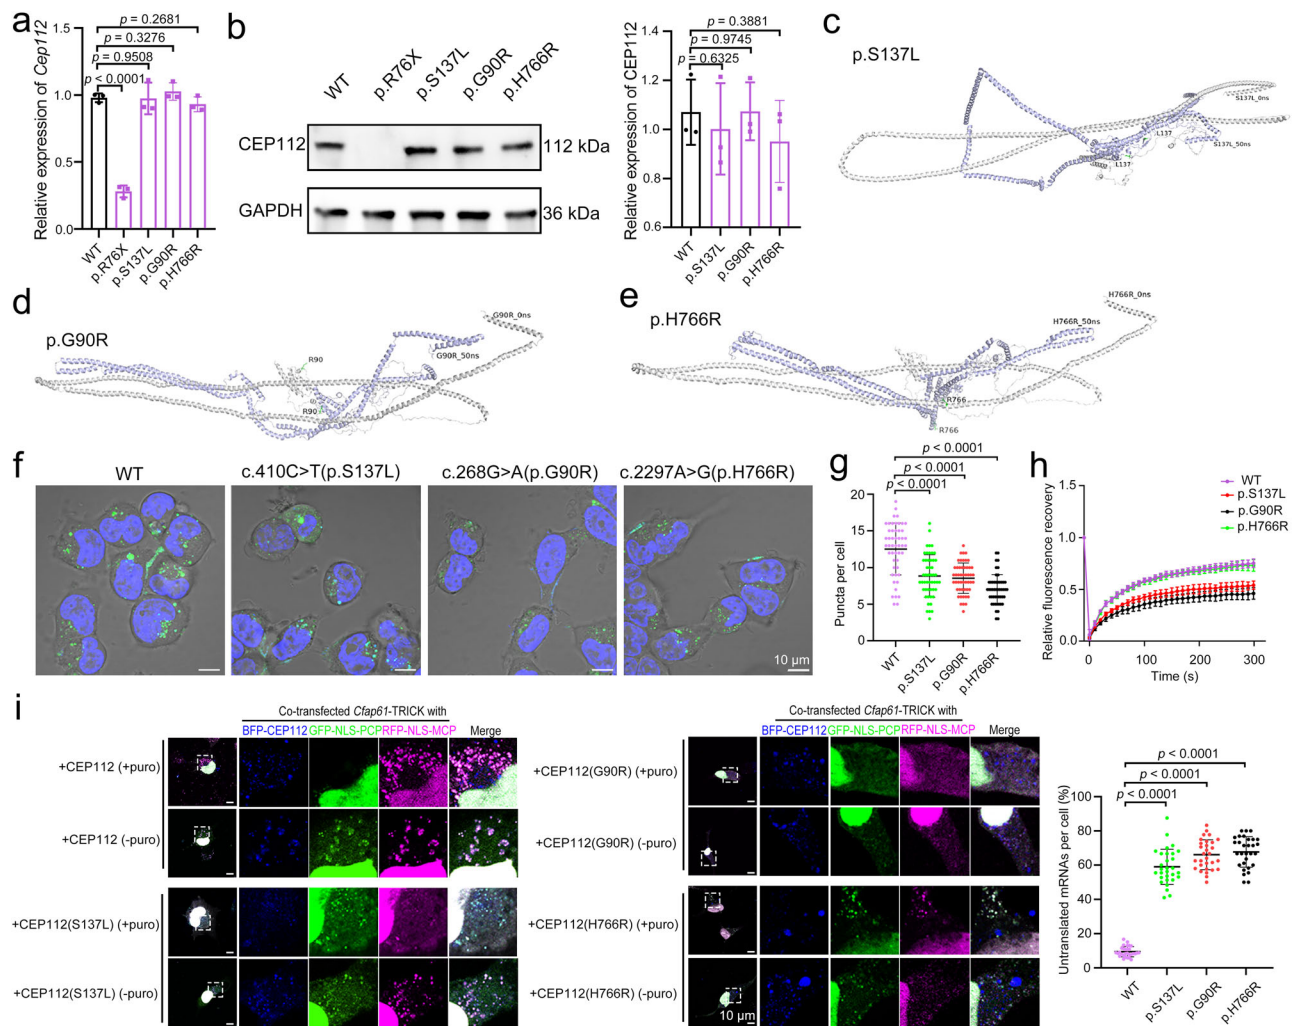 a
Relative expression of Cep112
1.5
1.0
0.5
0.0
p = 0.2681
p = 0.3276
p = 0.9508
p < 0.0001
WT
p.R76X
p.S137L
p.G90R
p.H766R
b
WT
p.R76X
p.S137L
p.G90R
p.H766R
CEP112
112 kDa
GAPDH
36 kDa
Relative expression of CEP112
1.4
1.2
1.0
0.8
0.6
p = 0.3881
p = 0.9745
p = 0.6325
WT
p.S137L
p.G90R
p.H766R
c
p.S137L
S137L_0ns
L137
S137L_50ns
L137
d
p.G90R
G90R_0ns
G90R_50ns
R90
R90
e
p.H766R
H766R_0ns
H766R_50ns
R766
R766
f
WT
c.410C>T(p.S137L)
c.268G>A(p.G90R)
c.2297A>G(p.H766R)
10 µm
g
Puncta per cell
20
15
10
5
0
p < 0.0001
p < 0.0001
p < 0.0001
WT
p.S137L
p.G90R
p.H766R
h
Relative fluorescence recovery
1.5
1.0
0.5
0.0
100
200
300
Time (s)
WT
p.S137L
p.G90R
p.H766R
i
Co-transfected Cfap61-TRICK with
BFP-CEP112 GFP-NLS-PCP RFP-NLS-MCP Merge
+CEP112 (+puro)
+CEP112 (-puro)
+CEP112(S137L) (+puro)
+CEP112(S137L) (-puro)
Co-transfected Cfap61-TRICK with
BFP-CEP112 GFP-NLS-PCP RFP-NLS-MCP Merge
+CEP112(G90R) (+puro)
+CEP112(G90R) (-puro)
+CEP112(H766R) (+puro)
+CEP112(H766R) (-puro)
10 µm
Untranslated mRNAs per cell (%)
100
80
60
40
20
0
p < 0.0001
p < 0.0001
p < 0.0001
WT
p.S137L
p.G90R
p.H766R